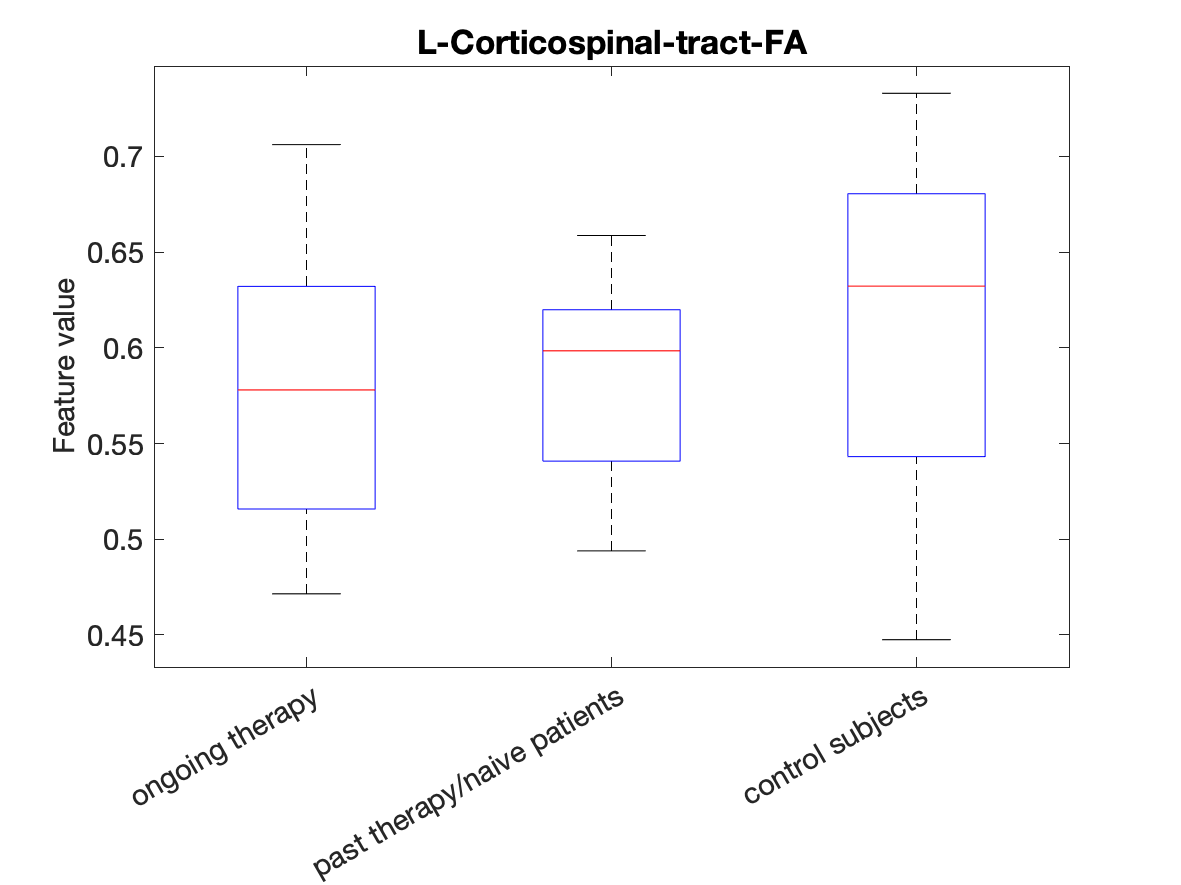 L-Corticospinal-tract-FA
Feature value
0.7
0.65
0.6
0.55
0.5
0.45
ongoing therapy
past therapy/naive patients
control subjects